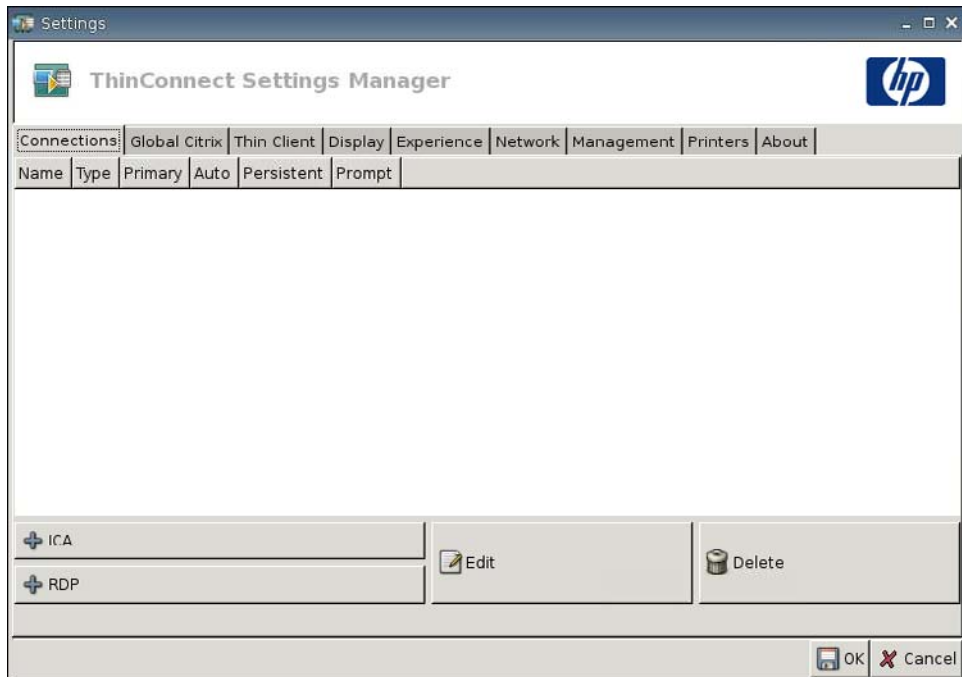 Settings
ThinConnect Settings Manager
hp
Connections Global Citrix Thin Client Display Experience Network Management Printers About
Name Type Primary Auto Persistent Prompt
ICA
Edit
Delete
RDP
OK Cancel